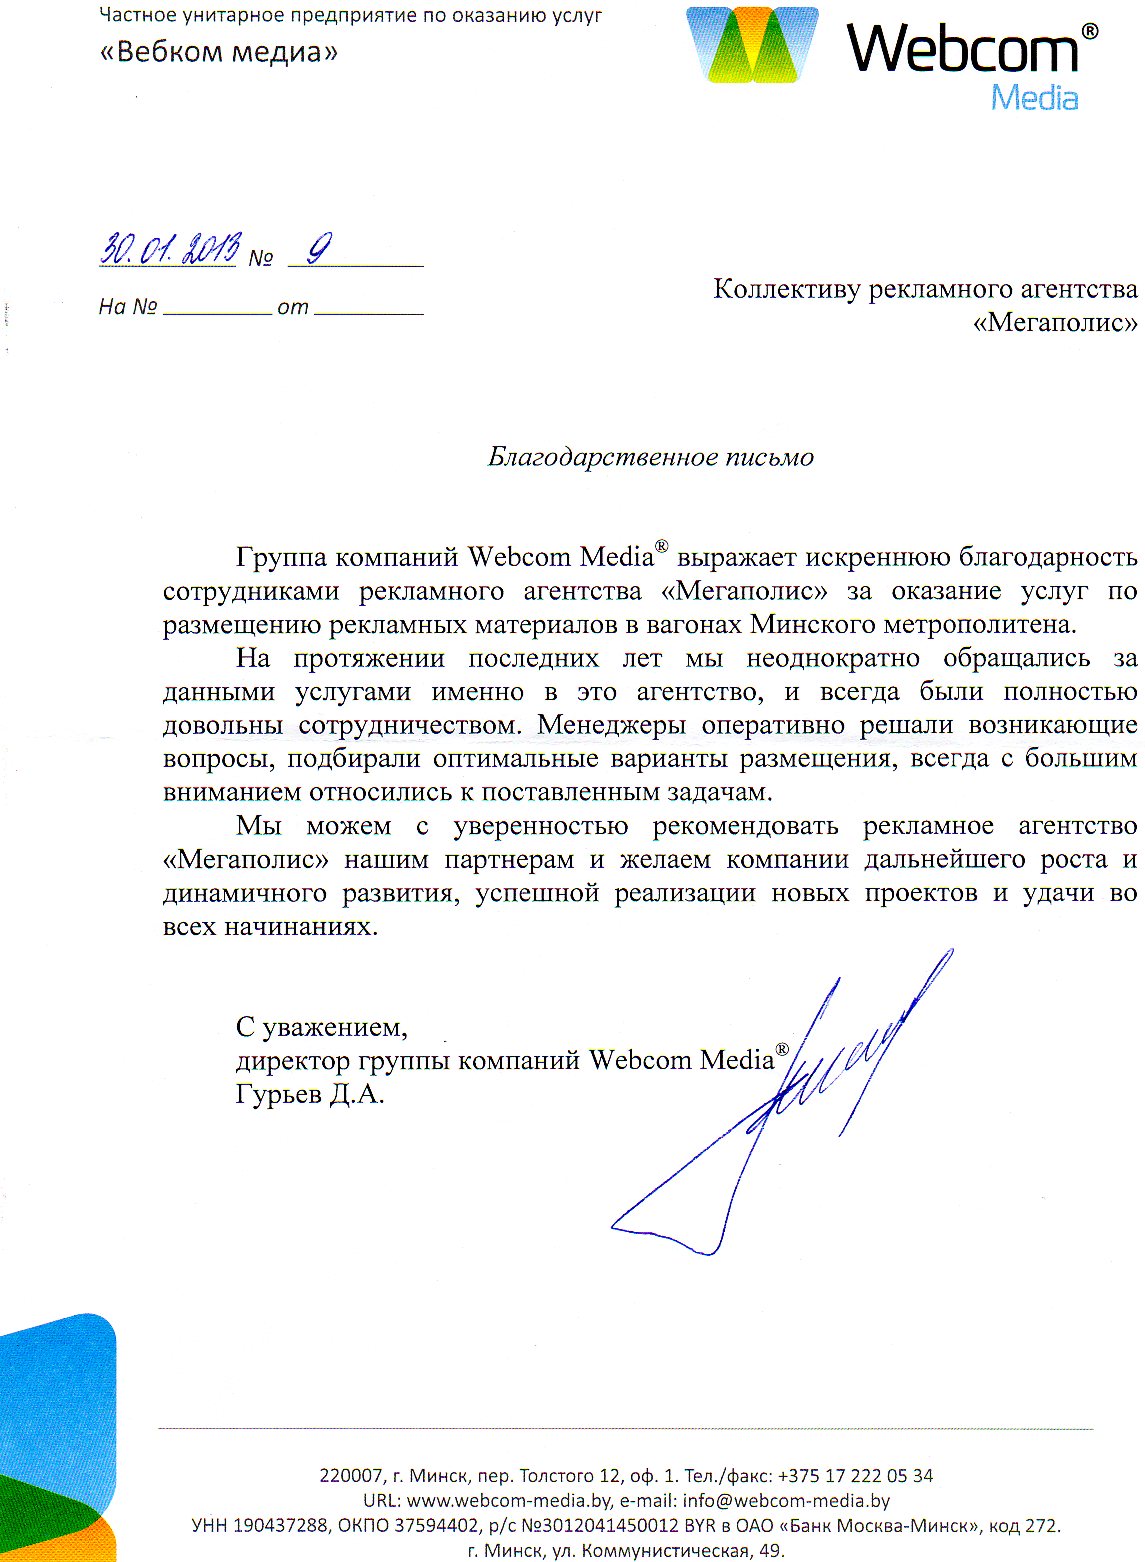 Частное унитарное предприятие по оказанию услуг
«Вебком медиа»
Webcom®
Media
30.01.2013 № 9
На № __________ от __________
Коллективу рекламного агентства
«Мегаполис»
Благодарственное письмо
Группа компаний Webcom Media® выражает искреннюю благодарность
сотрудниками рекламного агентства «Мегаполис» за оказание услуг по
размещению рекламных материалов в вагонах Минского метрополитена.
На протяжении последних лет мы неоднократно обращались за
данными услугами именно в это агентство, и всегда были полностью
довольны сотрудничеством. Менеджеры оперативно решали возникающие
вопросы, подбирали оптимальные варианты размещения, всегда с большим
вниманием относились к поставленным задачам.
Мы можем с уверенностью рекомендовать рекламное агентство
«Мегаполис» нашим партнерам и желаем компании дальнейшего роста и
динамичного развития, успешной реализации новых проектов и удачи во
всех начинаниях.
С уважением,
директор группы компаний Webcom Media®
Гурьев Д.А.
220007, г. Минск, пер. Толстого 12, оф. 1. Тел./факс: +375 17 222 05 34
URL: www.webcom-media.by, e-mail: info@webcom-media.by
УНН 190437288, ОКПО 37594402, р/с №3012041450012 BYR в ОАО «Банк Москва-Минск», код 272.
г. Минск, ул. Коммунистическая, 49.